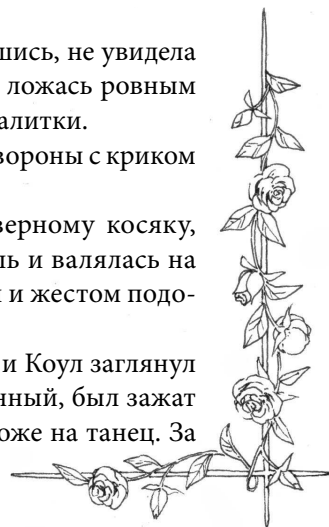 шись, не увидела
ложась ровным
алитки.
вороны с криком
верному косяку,
ль и валялась на
и и жестом подо-
и Коул заглянул
нный, был зажат
оже на танец. За